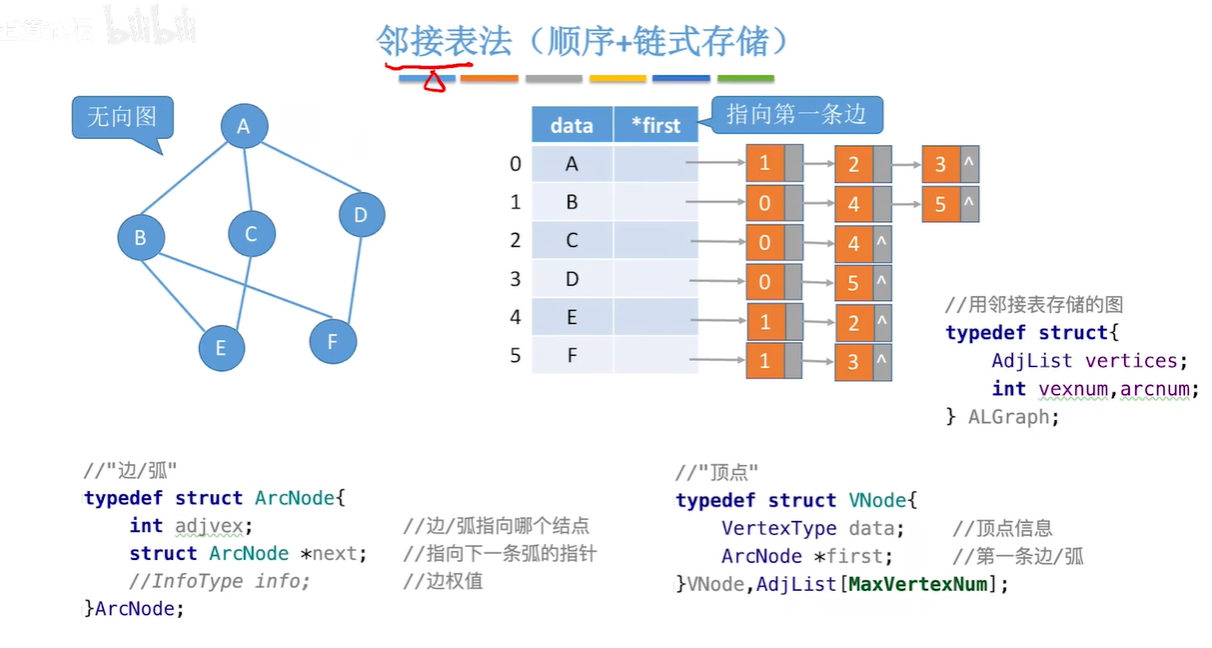 bilibili
邻接表法（顺序+链式存储）
无向图
A
B
C
D
E
F
data *first
指向第一条边
0 A 1 2 3 ^
1 B 0 4 5 ^
2 C 0 4 ^
3 D 0 5 ^
4 E 1 2 ^
5 F 1 3 ^
//用邻接表存储的图
typedef struct{
AdjList vertices;
int vexnum,arcnum;
} ALGraph;
//"边/弧"
typedef struct ArcNode{
int adjvex; //边/弧指向哪个结点
struct ArcNode *next; //指向下一条弧的指针
//InfoType info; //边权值
}ArcNode;
//"顶点"
typedef struct VNode{
VertexType data; //顶点信息
ArcNode *first; //第一条边/弧
}VNode,AdjList[MaxVertexNum];